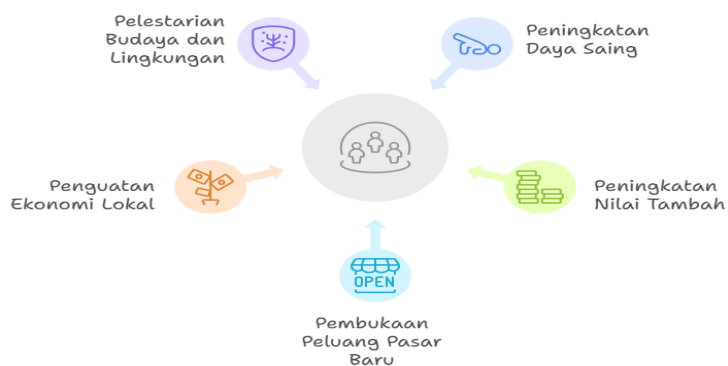 Pelestarian
Budaya dan
Lingkungan
Peningkatan
Daya Saing
Penguatan
Ekonomi Lokal
Peningkatan
Nilai Tambah
OPEN
Pembukaan
Peluang Pasar
Baru